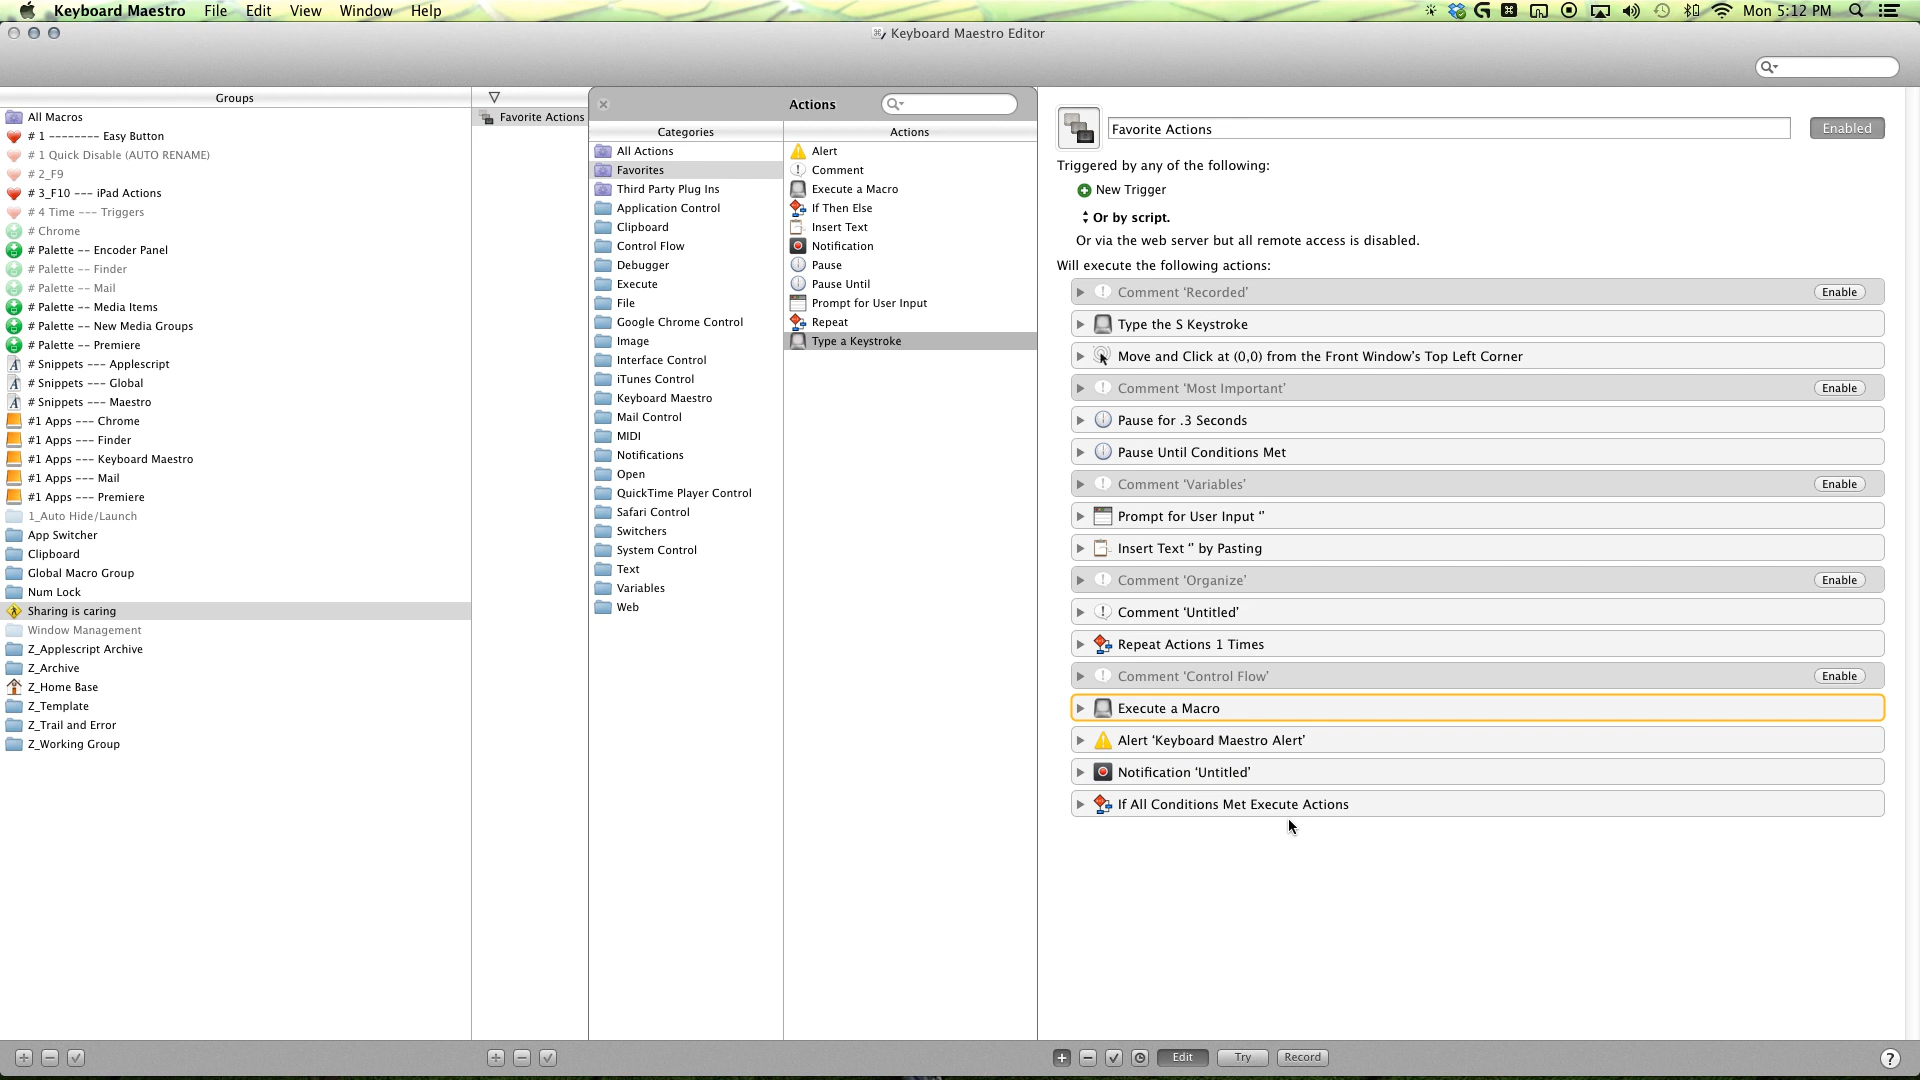 Keyboard Maestro File Edit View Window Help Mon 5:12 PM
Keyboard Maestro Editor
Groups
All Macros
# 1 -------- Easy Button
# 1 Quick Disable (AUTO RENAME)
# 2_F9
# 3_F10 --- iPad Actions
# 4 Time --- Triggers
# Chrome
# Palette -- Encoder Panel
# Palette -- Finder
# Palette -- Mail
# Palette -- Media Items
# Palette -- New Media Groups
# Palette -- Premiere
# Snippets --- Applescript
# Snippets --- Global
# Snippets --- Maestro
#1 Apps --- Chrome
#1 Apps --- Finder
#1 Apps --- Keyboard Maestro
#1 Apps --- Mail
#1 Apps --- Premiere
1_Auto Hide/Launch
App Switcher
Clipboard
Global Macro Group
Num Lock
Sharing is caring
Window Management
Z_Applescript Archive
Z_Archive
Z_Home Base
Z_Template
Z_Trail and Error
Z_Working Group
Favorite Actions
Actions
Categories
All Actions
Favorites
Third Party Plug Ins
Application Control
Clipboard
Control Flow
Debugger
Execute
File
Google Chrome Control
Image
Interface Control
iTunes Control
Keyboard Maestro
Mail Control
MIDI
Notifications
Open
QuickTime Player Control
Safari Control
Switchers
System Control
Text
Variables
Web
Actions
Alert
Comment
Execute a Macro
If Then Else
Insert Text
Notification
Pause
Pause Until
Prompt for User Input
Repeat
Type a Keystroke
Favorite Actions Enabled
Triggered by any of the following:
New Trigger
Or by script.
Or via the web server but all remote access is disabled.
Will execute the following actions:
Comment ‘Recorded’ Enable
Type the S Keystroke
Move and Click at (0,0) from the Front Window’s Top Left Corner
Comment ‘Most Important’ Enable
Pause for .3 Seconds
Pause Until Conditions Met
Comment ‘Variables’ Enable
Prompt for User Input ‘’
Insert Text ‘’ by Pasting
Comment ‘Organize’ Enable
Comment ‘Untitled’
Repeat Actions 1 Times
Comment ‘Control Flow’ Enable
Execute a Macro
Alert ‘Keyboard Maestro Alert’
Notification ‘Untitled’
If All Conditions Met Execute Actions
Edit Try Record ?